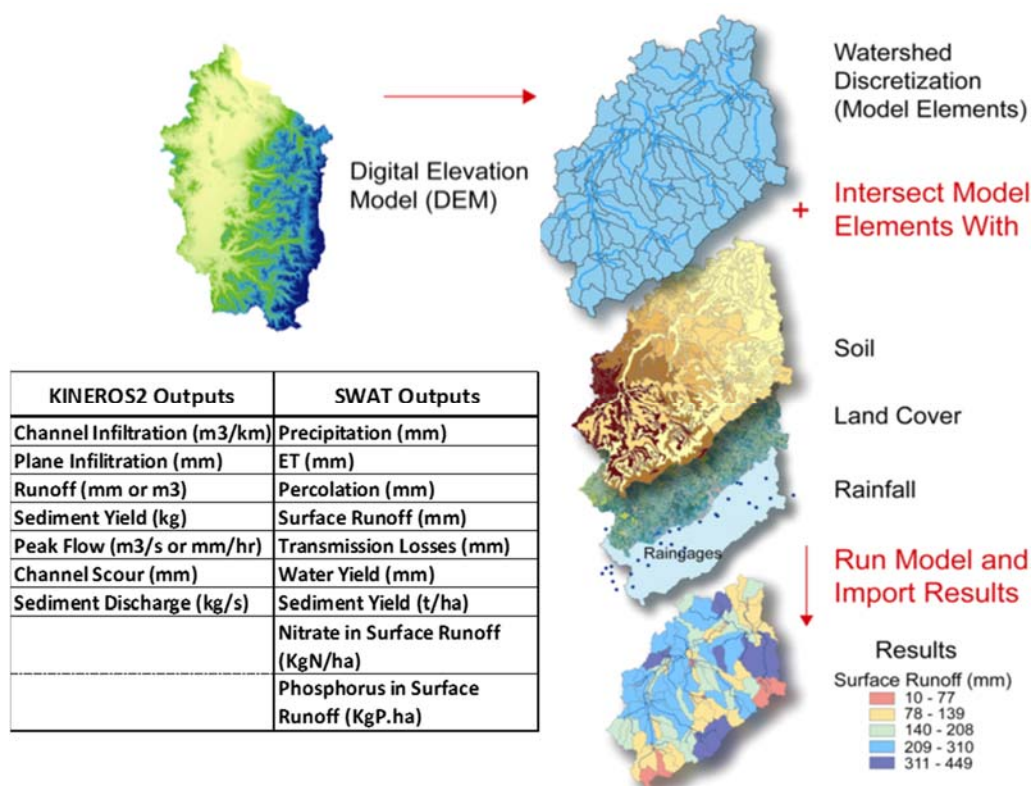 Digital Elevation
Model (DEM)
Watershed
Discretization
(Model Elements)
+ Intersect Model
Elements With
Soil
Land Cover
Rainfall
Raingages
Run Model and
Import Results
Results
Surface Runoff (mm)
10 - 77
78 - 139
140 - 208
209 - 310
311 - 449
KINEROS2 Outputs SWAT Outputs
Channel Infiltration (m3/km) Precipitation (mm)
Plane Infilitration (mm) ET (mm)
Runoff (mm or m3) Percolation (mm)
Sediment Yield (kg) Surface Runoff (mm)
Peak Flow (m3/s or mm/hr) Transmission Losses (mm)
Channel Scour (mm) Water Yield (mm)
Sediment Discharge (kg/s) Sediment Yield (t/ha)
Nitrate in Surface Runoff
(KgN/ha)
Phosphorus in Surface
Runoff (KgP.ha)